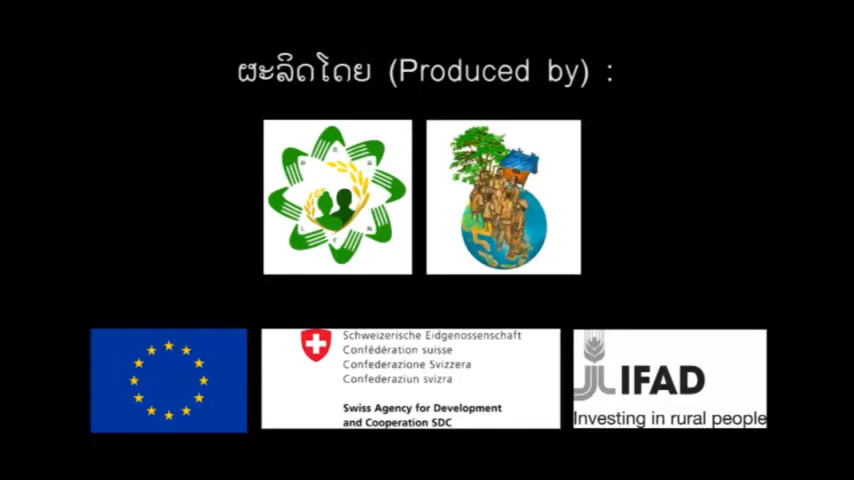 ຜະລິດໂດຍ (Produced by) :
L F N
Schweizerische Eidgenossenschaft
Confédération suisse
Confederazione Svizzera
Confederaziun svizra
Swiss Agency for Development
and Cooperation SDC
IFAD
Investing in rural people